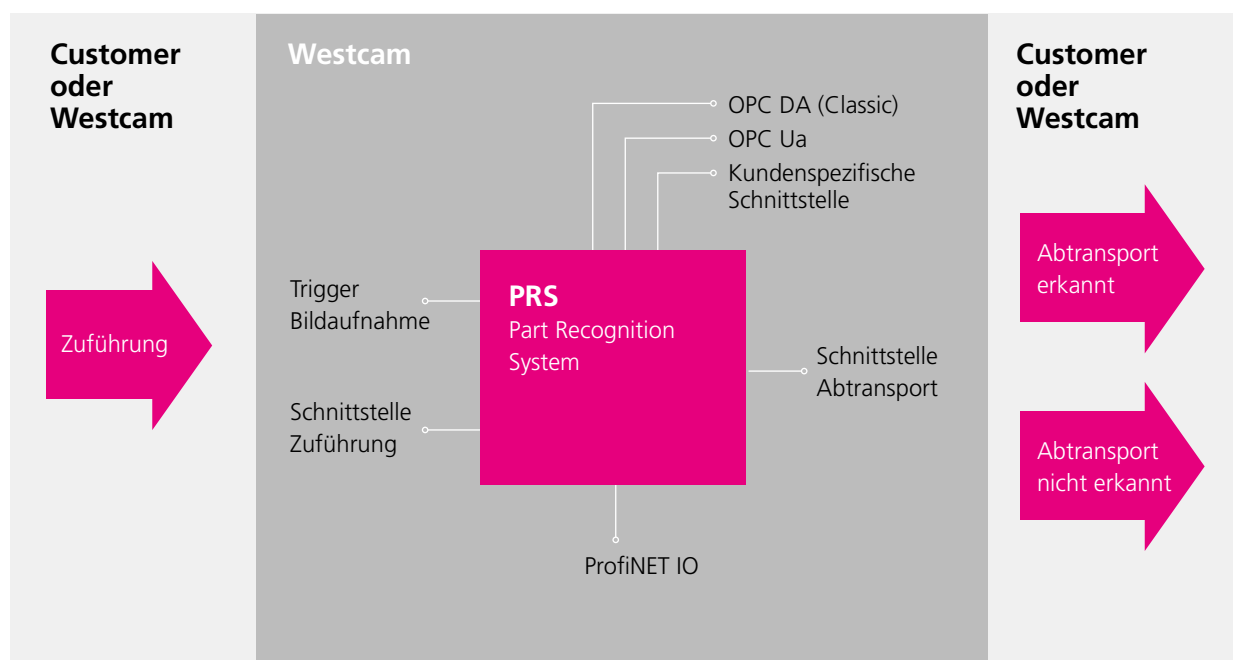 Customer
oder
Westcam
Zuführung
Westcam
OPC DA (Classic)
OPC Ua
Kundenspezifische
Schnittstelle
Trigger
Bildaufnahme
Schnittstelle
Zuführung
PRS
Part Recognition
System
Schnittstelle
Abtransport
ProfiNET IO
Customer
oder
Westcam
Abtransport
erkannt
Abtransport
nicht erkannt